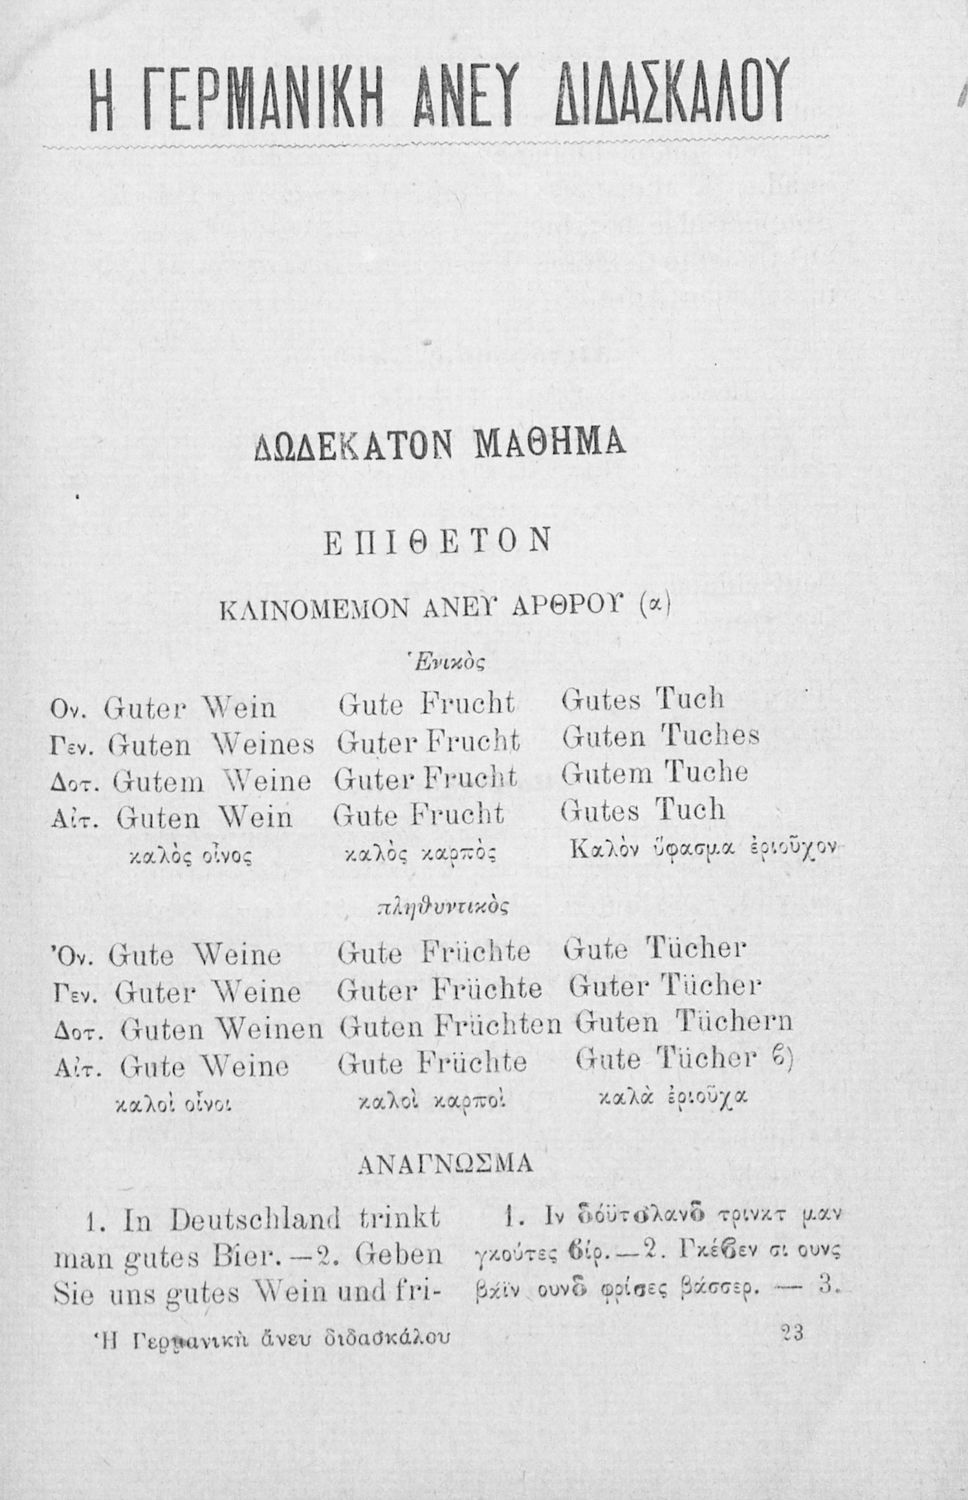 Η ΓΕΡΜΑΝΙΚΗ ΑΝΕΥ ΔΙΔΑΣΚΑΛΟΥ
ΔΩΔΕΚΑΤΟΝ ΜΑΘΗΜΑ
ΕΠΙΘΕΤΟΝ
ΚΛΙΝΟΜΕΜΟΝ ΑΝΕΥ ΑΡΘΡΟΥ (α)
Ἑνικὸς
Ον. Guter Wein Gute Frucht Gutes Tuch
Γεν. Guten Weines Guter Frucht Guten Tuches
Δοτ. Gutem Weine Guter Frucht Gutem Tuche
Αἰτ. Guten Wein Gute Frucht Gutes Tuch
καλὸς οἶνος καλὸς καρπὸς Καλὸν ὕφασμα ἐριοῦχον
πληθυντικὸς
Ὀν. Gute Weine Gute Früchte Gute Tücher
Γεν. Guter Weine Guter Früchte Guter Tücher
Δοτ. Guten Weinen Guten Früchten Guten Tüchern
Αἰτ. Gute Weine Gute Früchte Gute Tücher ϐ)
καλοὶ οἶνοι καλοὶ καρποὶ καλὰ ἐριοῦχα
ΑΝΑΓΝΩΣΜΑ
1. In Deutschland trinkt 1. Ιν δόϋτσλανδ τρινκτ μαν
man gutes Bier. — 2. Geben γκούτες ϐίρ. — 2. Γκέϐεν σι ουνς
Sie uns gutes Wein und fri- βάϊν ουνδ φρίσες βάσσερ. — 3.
Ἡ Γερμανικὴ ἄνευ διδασκάλου 23